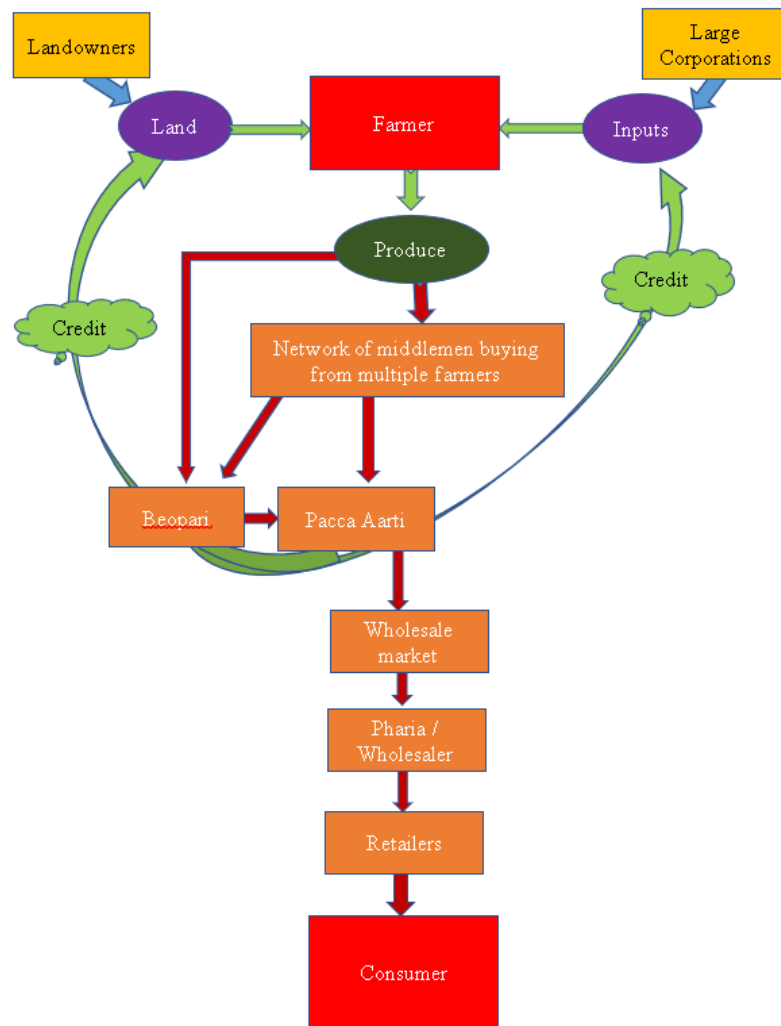 Landowners
Large
Corporations
Land
Farmer
Inputs
Produce
Credit
Credit
Network of middlemen buying
from multiple farmers
Beopari
Pacca Aarti
Wholesale
market
Pharia /
Wholesaler
Retailers
Consumer